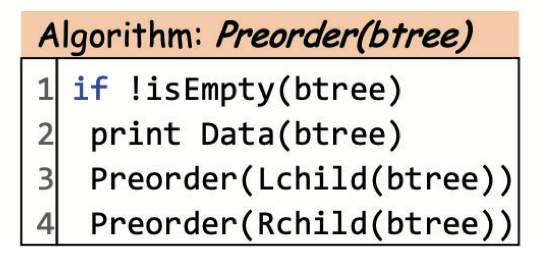 Algorithm: Preorder(btree)
1 if !isEmpty(btree)
2 print Data(btree)
3 Preorder(Lchild(btree))
4 Preorder(Rchild(btree))